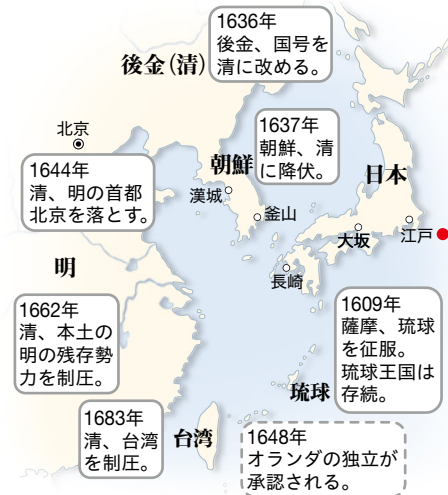 1636年
後金、国号を
清に改める。
後金（清）
北京
1637年
朝鮮、清
に降伏。
朝鮮
漢城
釜山
日本
1644年
清、明の首都
北京を落とす。
大坂
江戸
長崎
明
1662年
清、本土の
明の残存勢
力を制圧。
1609年
薩摩、琉球
を征服。
琉球王国は
存続。
琉球
1683年
清、台湾
を制圧。
台湾
1648年
オランダの独立が
承認される。